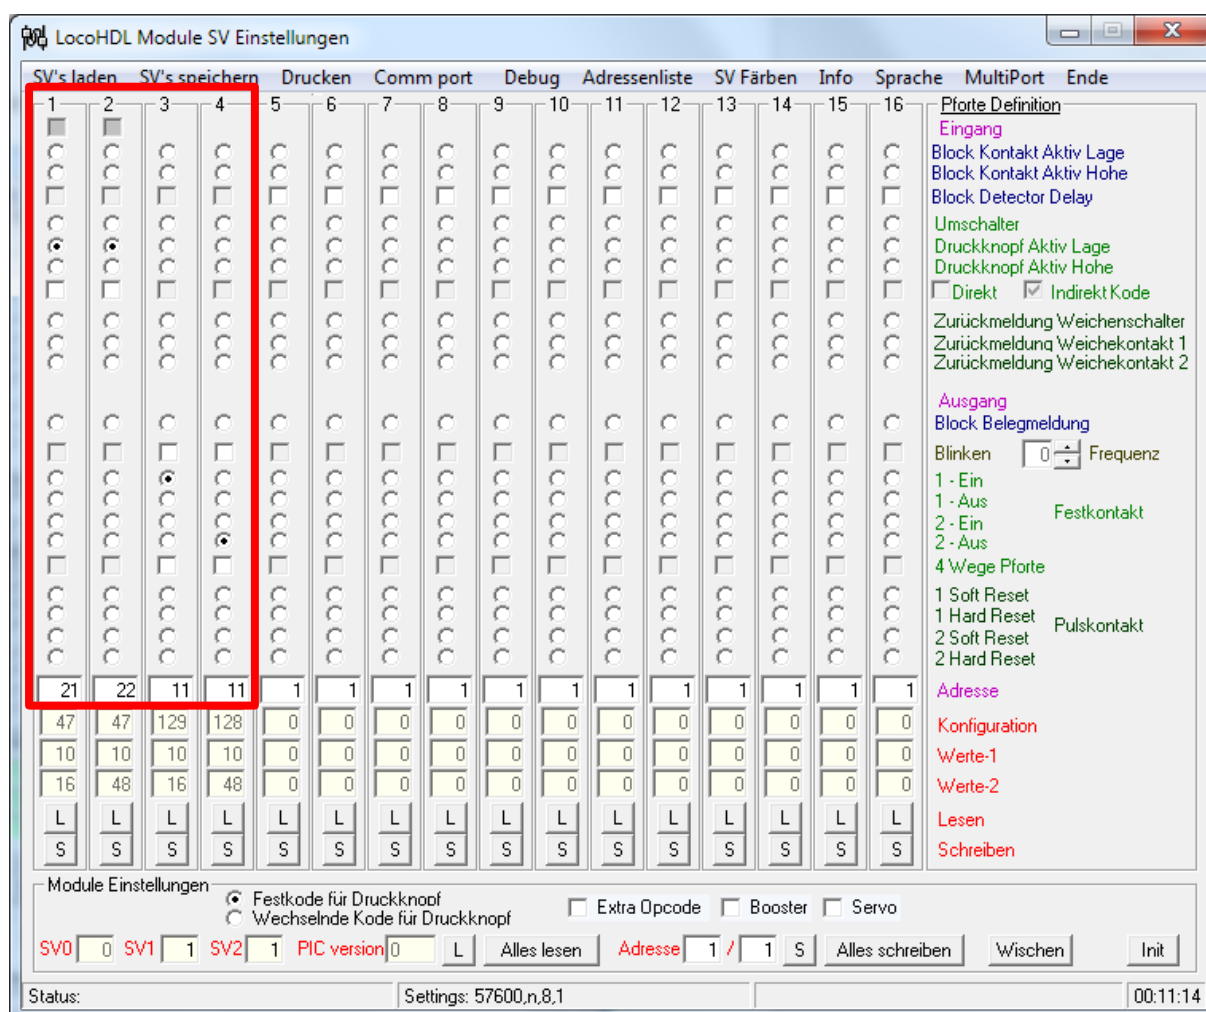 LocoHDL Module SV Einstellungen
SV's laden SV's speichern Drucken Comm port Debug Adressenliste SV Färben Info Sprache MultiPort Ende
1 2 3 4 5 6 7 8 9 10 11 12 13 14 15 16 Pforte Definition
Eingang
Block Kontakt Aktiv Lage
Block Kontakt Aktiv Hohe
Block Detector Delay
Umschalter
Druckknopf Aktiv Lage
Druckknopf Aktiv Hohe
Direkt Indirekt Kode
Zurückmeldung Weichenschalter
Zurückmeldung Weichekontakt 1
Zurückmeldung Weichekontakt 2
Ausgang
Block Belegmeldung
Blinken 0 Frequenz
1 - Ein
1 - Aus
Festkontakt
2 - Ein
2 - Aus
4 Wege Pforte
1 Soft Reset
1 Hard Reset
Pulskontakt
2 Soft Reset
2 Hard Reset
21 22 11 11 1 1 1 1 1 1 1 1 1 1 1 1 Adresse
47 47 129 128 0 0 0 0 0 0 0 0 0 0 0 0 Konfiguration
10 10 10 10 0 0 0 0 0 0 0 0 0 0 0 0 Werte-1
16 48 16 48 0 0 0 0 0 0 0 0 0 0 0 0 Werte-2
L L L L L L L L L L L L L L L L Lesen
S S S S S S S S S S S S S S S S Schreiben
Module Einstellungen
Festkode für Druckknopf
Wechselnde Kode für Druckknopf
Extra Opcode Booster Servo
SV0 0 SV1 1 SV2 1 PIC version 0 L Alles lesen Adresse 1 / 1 S Alles schreiben Wischen Init
Status: Settings: 57600,n,8,1 00:11:14